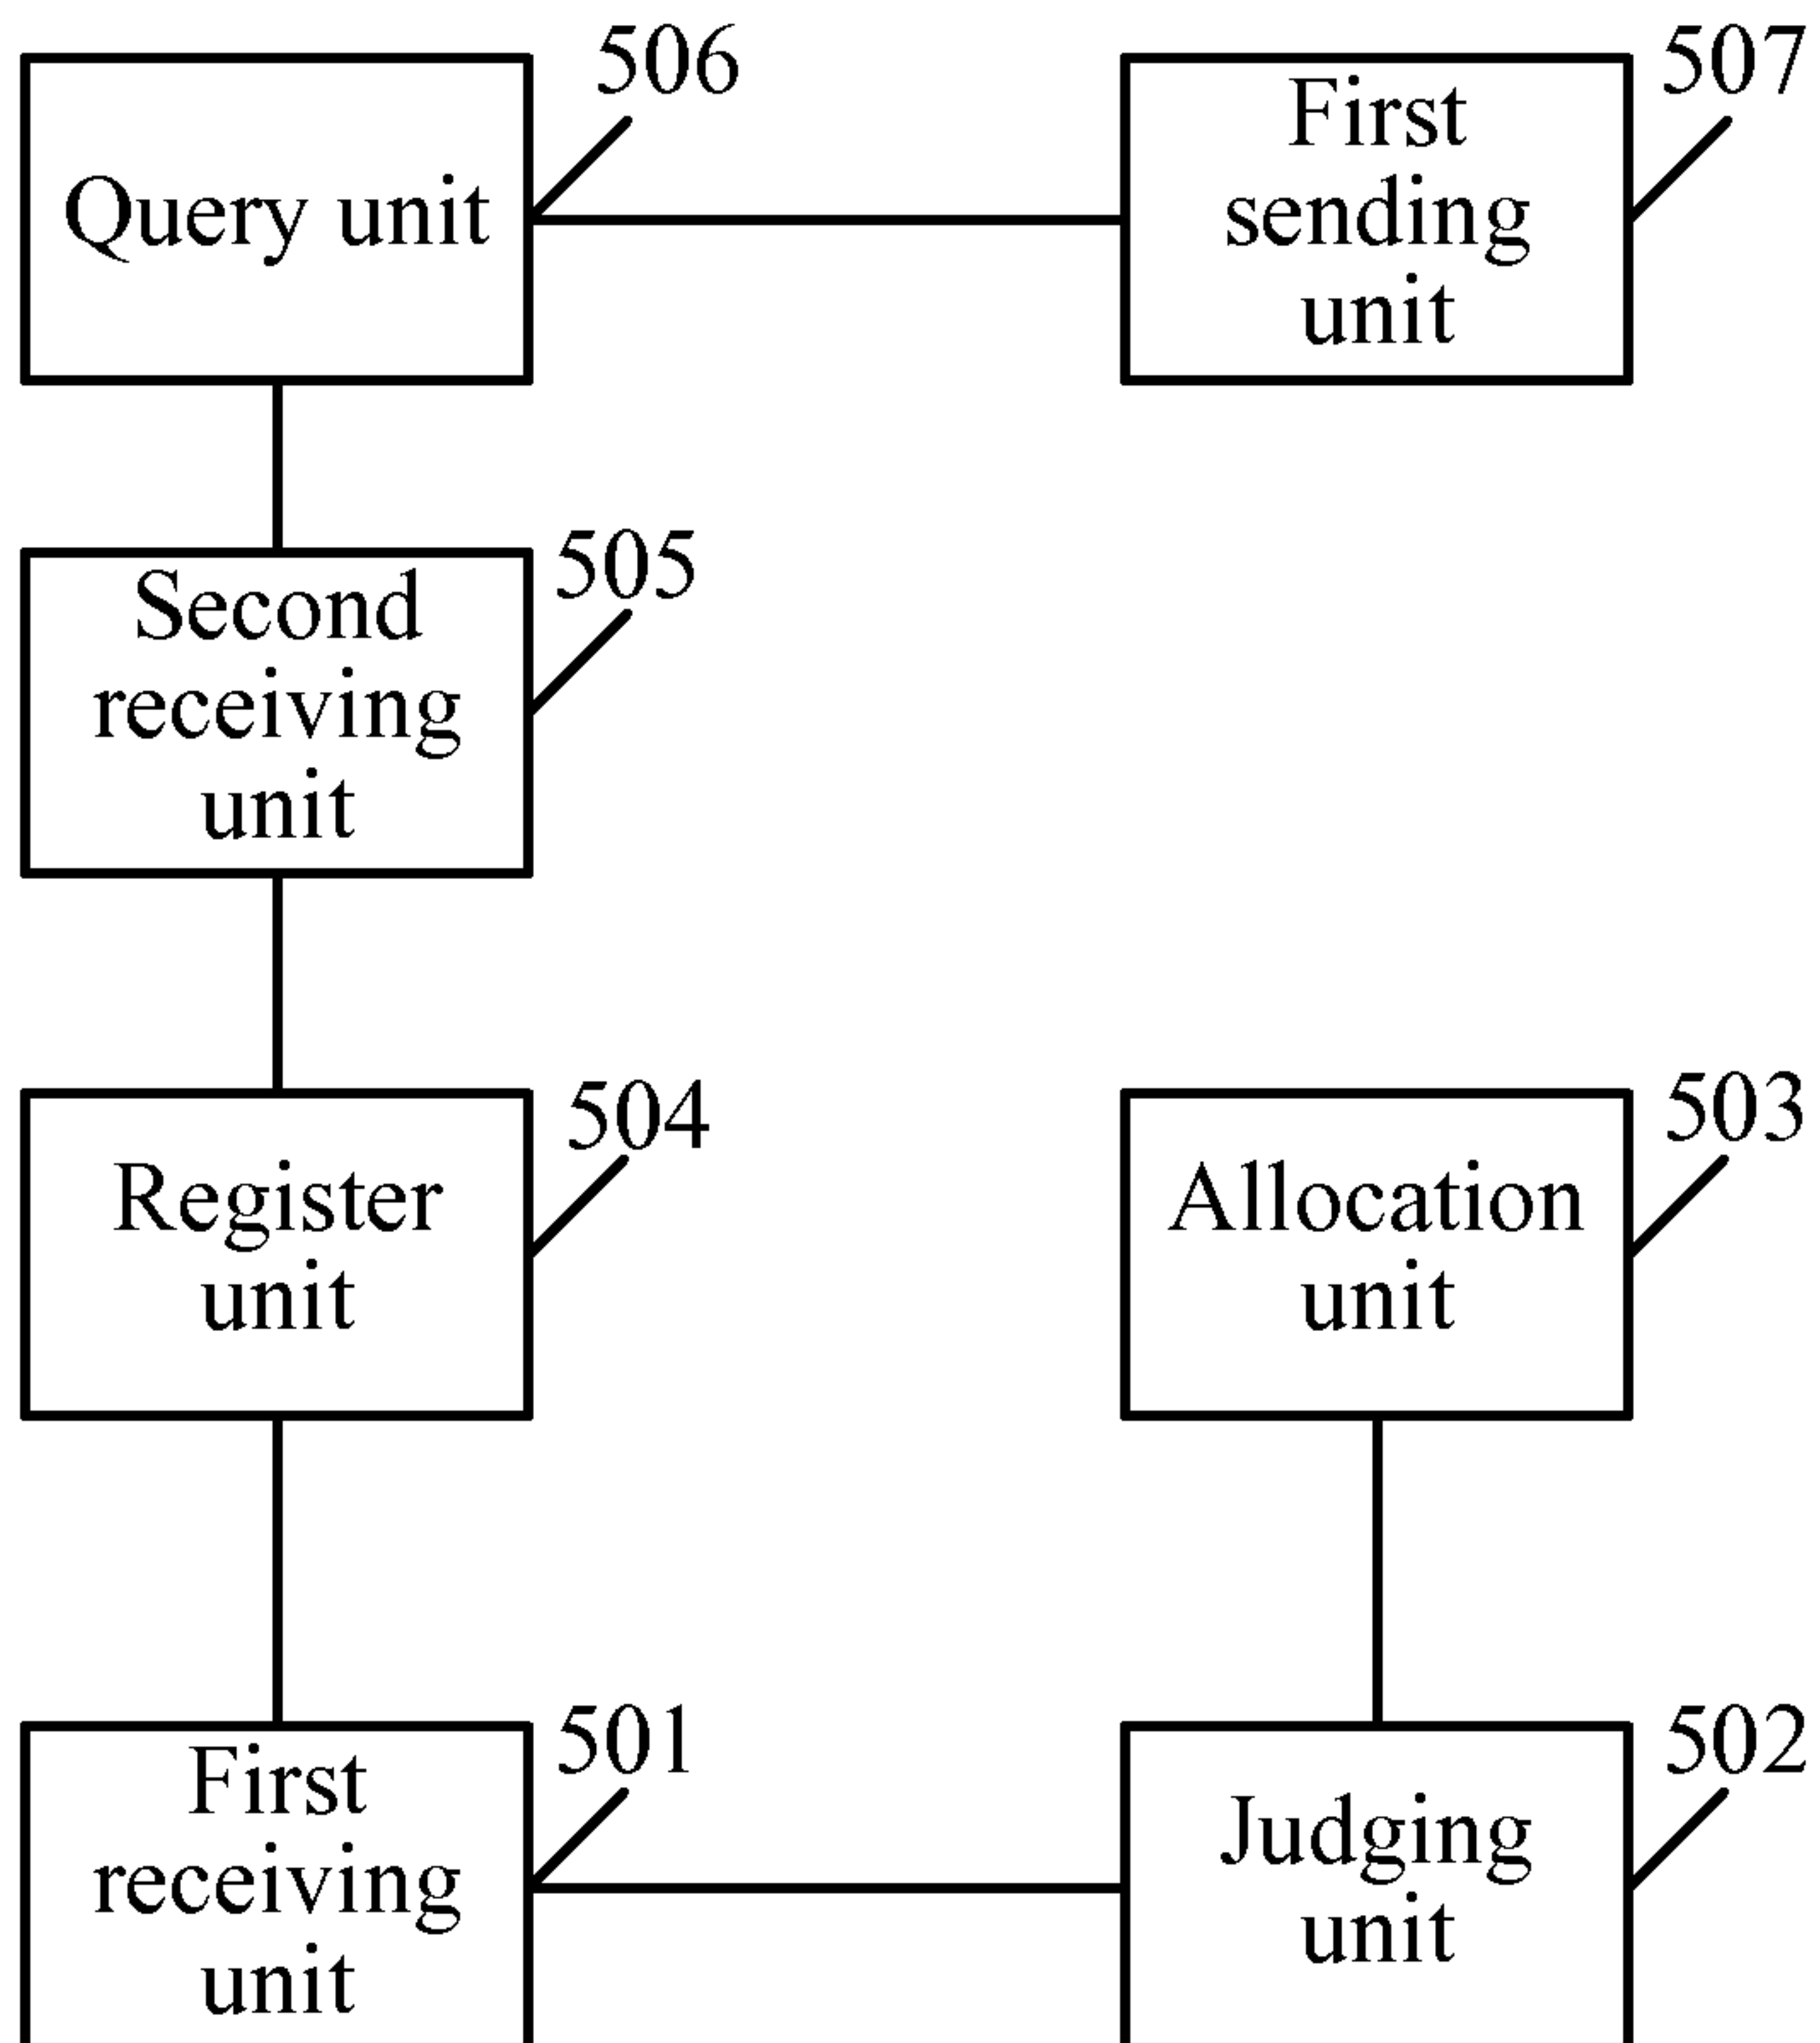 506
Query unit
507
First
sending
unit
505
Second
receiving
unit
504
Register
unit
503
Allocation
unit
501
First
receiving
unit
502
Judging
unit